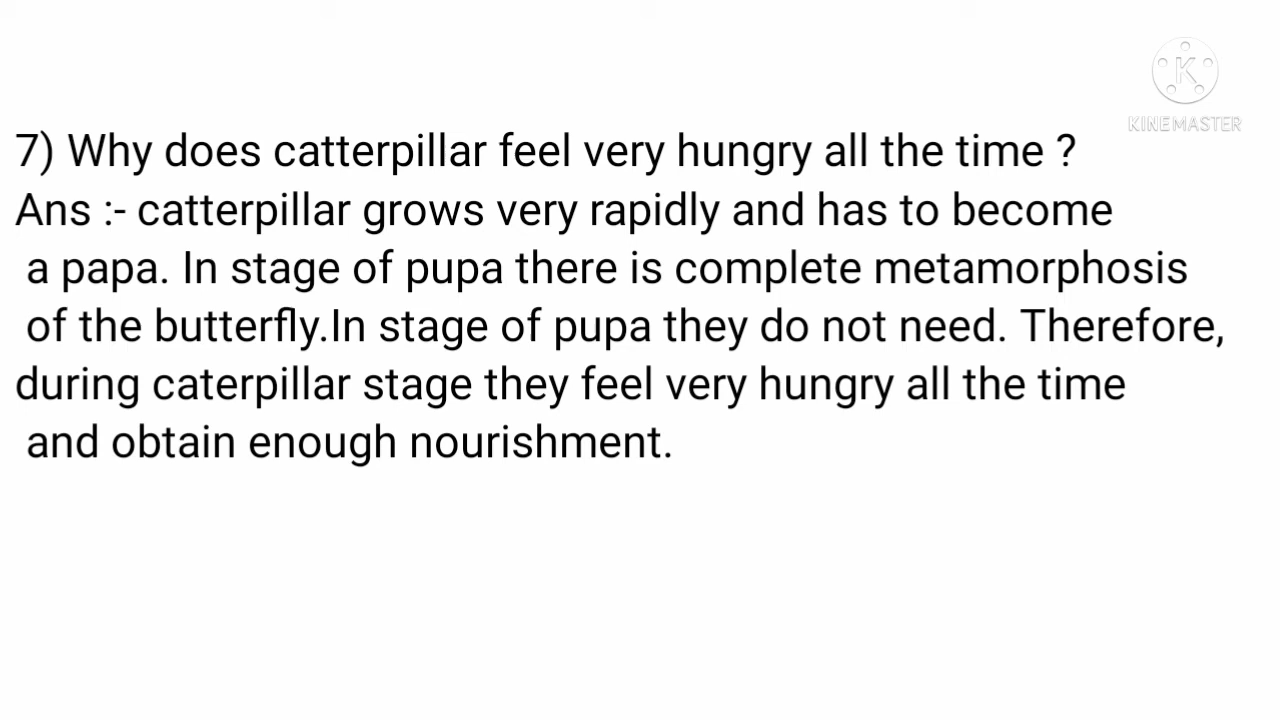 KINEMASTER
7) Why does catterpillar feel very hungry all the time ?
Ans :- catterpillar grows very rapidly and has to become
a papa. In stage of pupa there is complete metamorphosis
of the butterfly.In stage of pupa they do not need. Therefore,
during caterpillar stage they feel very hungry all the time
and obtain enough nourishment.